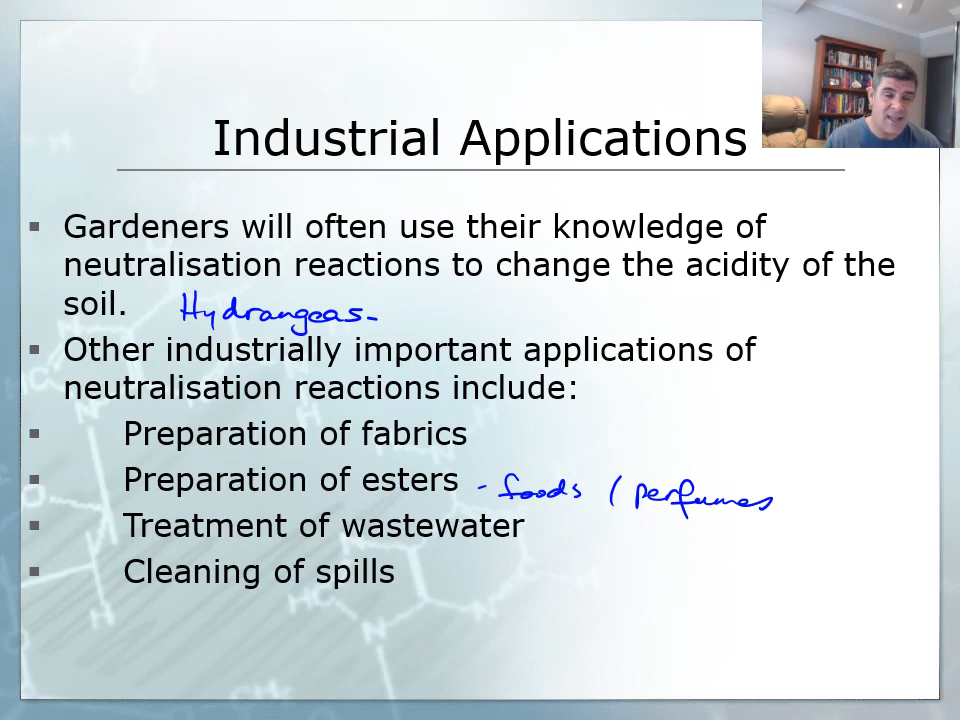 Industrial Applications
▪ Gardeners will often use their knowledge of
neutralisation reactions to change the acidity of the
soil. Hydrangeas-
▪ Other industrially important applications of
neutralisation reactions include:
▪ Preparation of fabrics
▪ Preparation of esters - foods / perfumes
▪ Treatment of wastewater
▪ Cleaning of spills